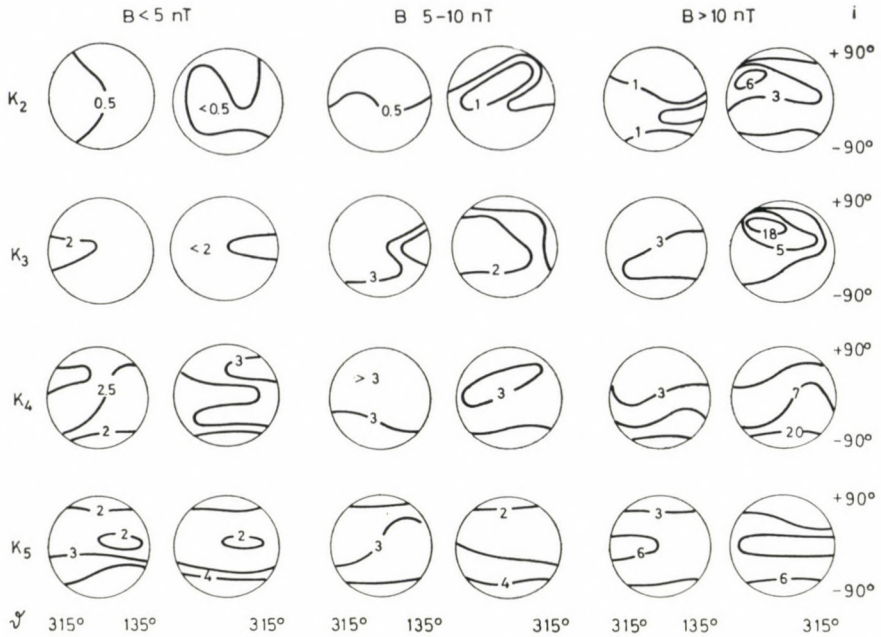 B < 5 nT B 5-10 nT B > 10 nT i
K2 0.5 <0.5 0.5 1 1 1 6 3 +90° -90°
K3 2 <2 3 2 3 18 5 +90° -90°
K4 2.5 2 3 >3 3 3 3 7 20 +90° -90°
K5 2 2 3 2 4 3 2 4 3 6 6 +90° -90°
ϑ 315° 135° 315° 315° 135° 315° 315° 135° 315°